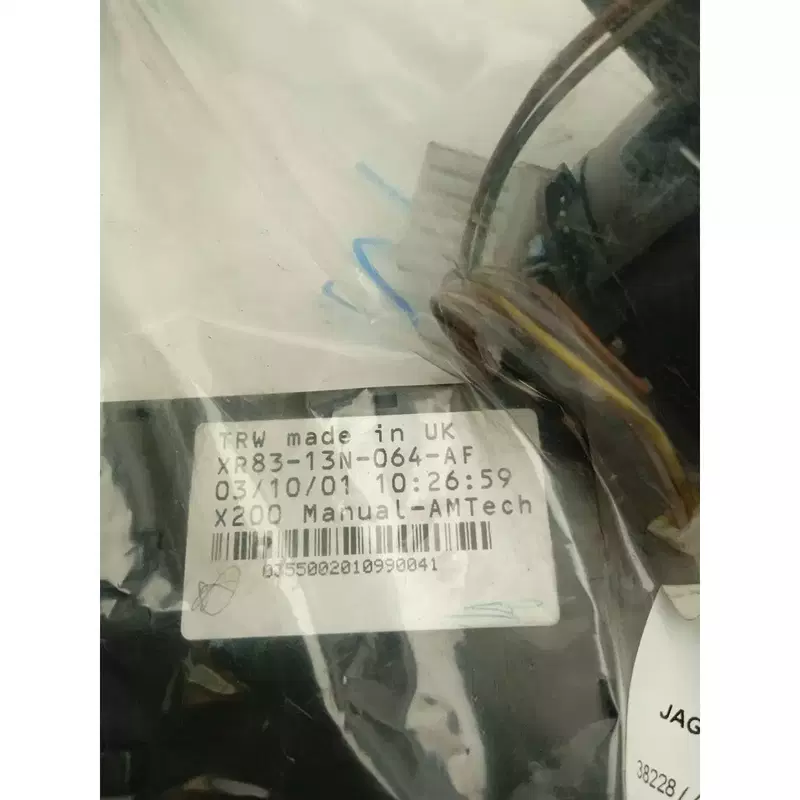 TRW made in UK
XR83-13N-064-AF
03/10/01 10:26:59
X200 Manual-AMTech
0355002010990041
JAG
38228 /